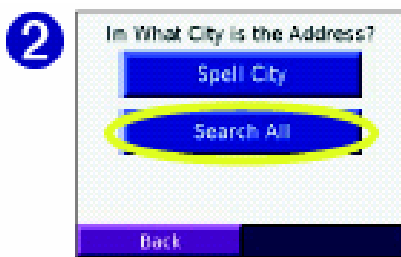 2
In What City is the Address?
Spell City
Search All
Back